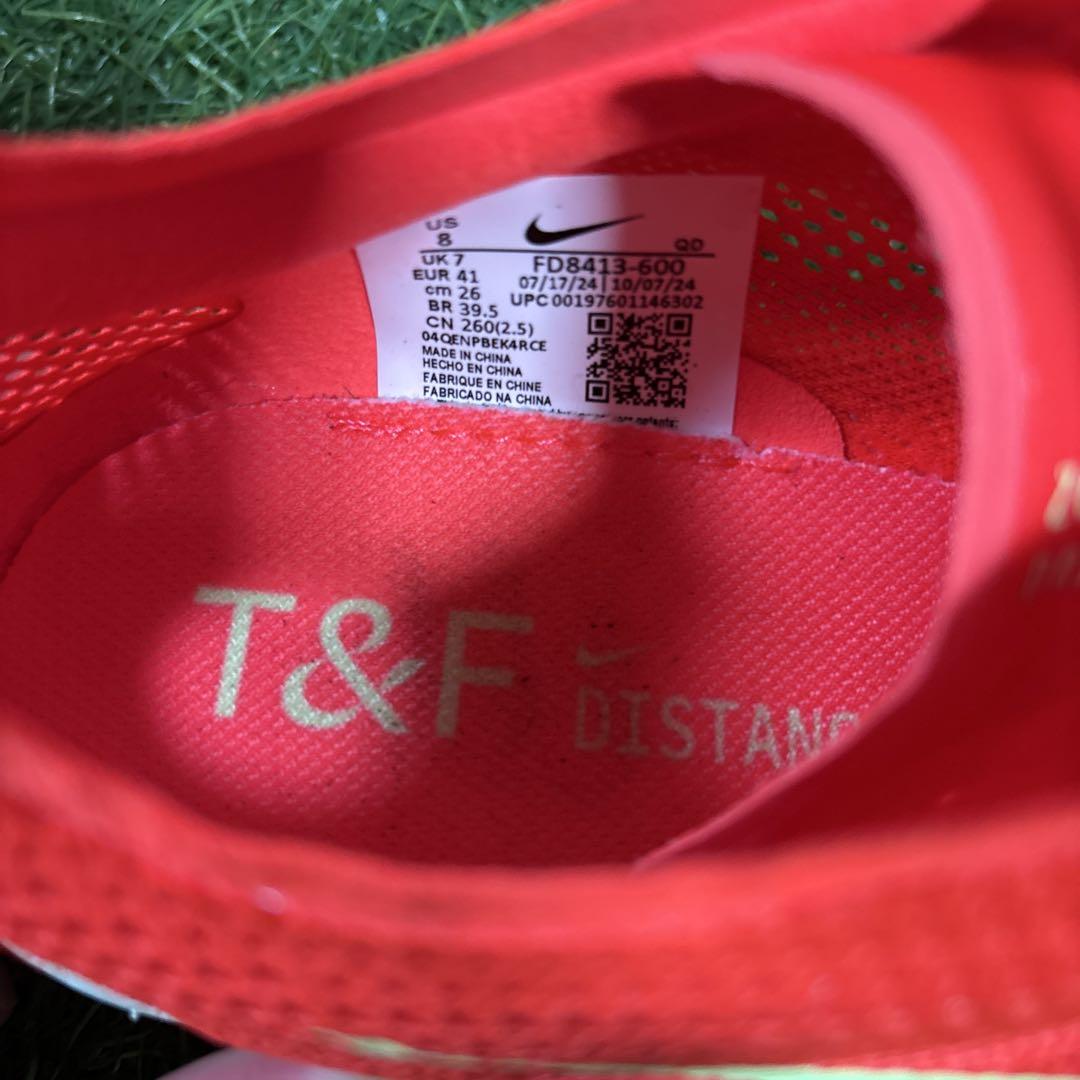 US
8
QD
UK 7
FD8413-600
EUR 41
07/17/24 | 10/07/24
cm 26
UPC 00197601146302
BR 39.5
CN 260(2.5)
04QENPBEK4RCE
MADE IN CHINA
HECHO EN CHINA
FABRIQUE EN CHINE
FABRICADO NA CHINA
T&F
DISTANC